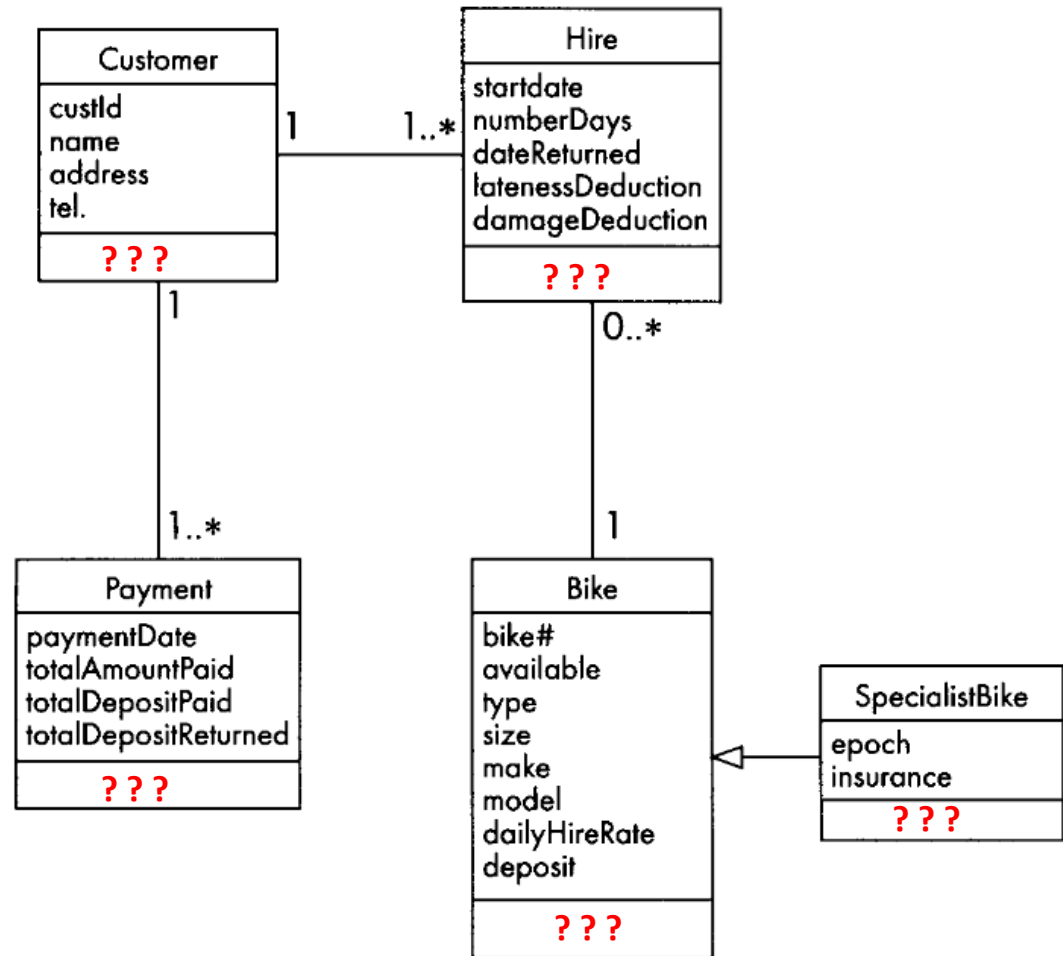 Customer
custId
name
address
tel.
? ? ?
1
1..*
Hire
startdate
numberDays
dateReturned
latenessDeduction
damageDeduction
? ? ?
1
0..*
1..*
1
Payment
paymentDate
totalAmountPaid
totalDepositPaid
totalDepositReturned
? ? ?
Bike
bike#
available
type
size
make
model
dailyHireRate
deposit
? ? ?
SpecialistBike
epoch
insurance
? ? ?